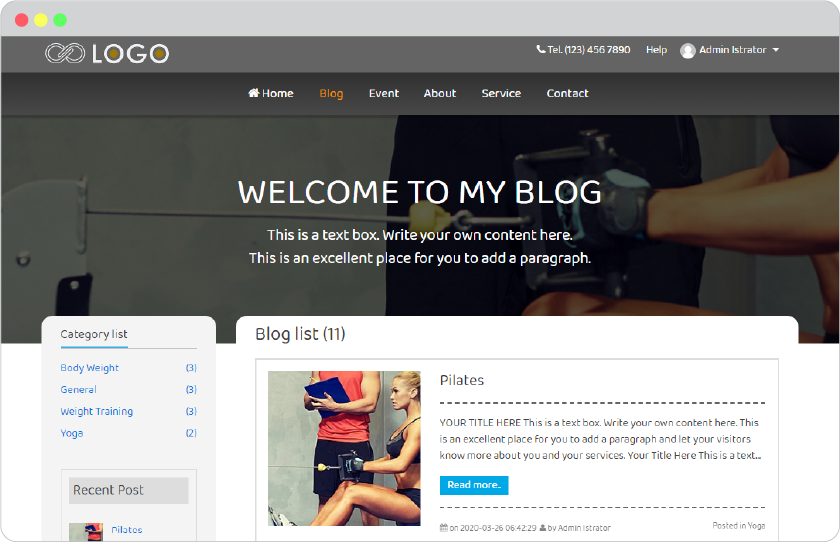 LOGO
Tel. (123) 456 7890 Help Admin Istrator
Home Blog Event About Service Contact
WELCOME TO MY BLOG
This is a text box. Write your own content here.
This is an excellent place for you to add a paragraph.
Category list
Body Weight (3)
General (3)
Weight Training (3)
Yoga (2)
Recent Post
Pilates
Blog list (11)
Pilates
YOUR TITLE HERE This is a text box. Write your own content here. This
is an excellent place for you to add a paragraph and let your visitors
know more about you and your services. Your Title Here This is a text...
Read more..
on 2020-03-26 06:42:29 by Admin Istrator
Posted in Yoga